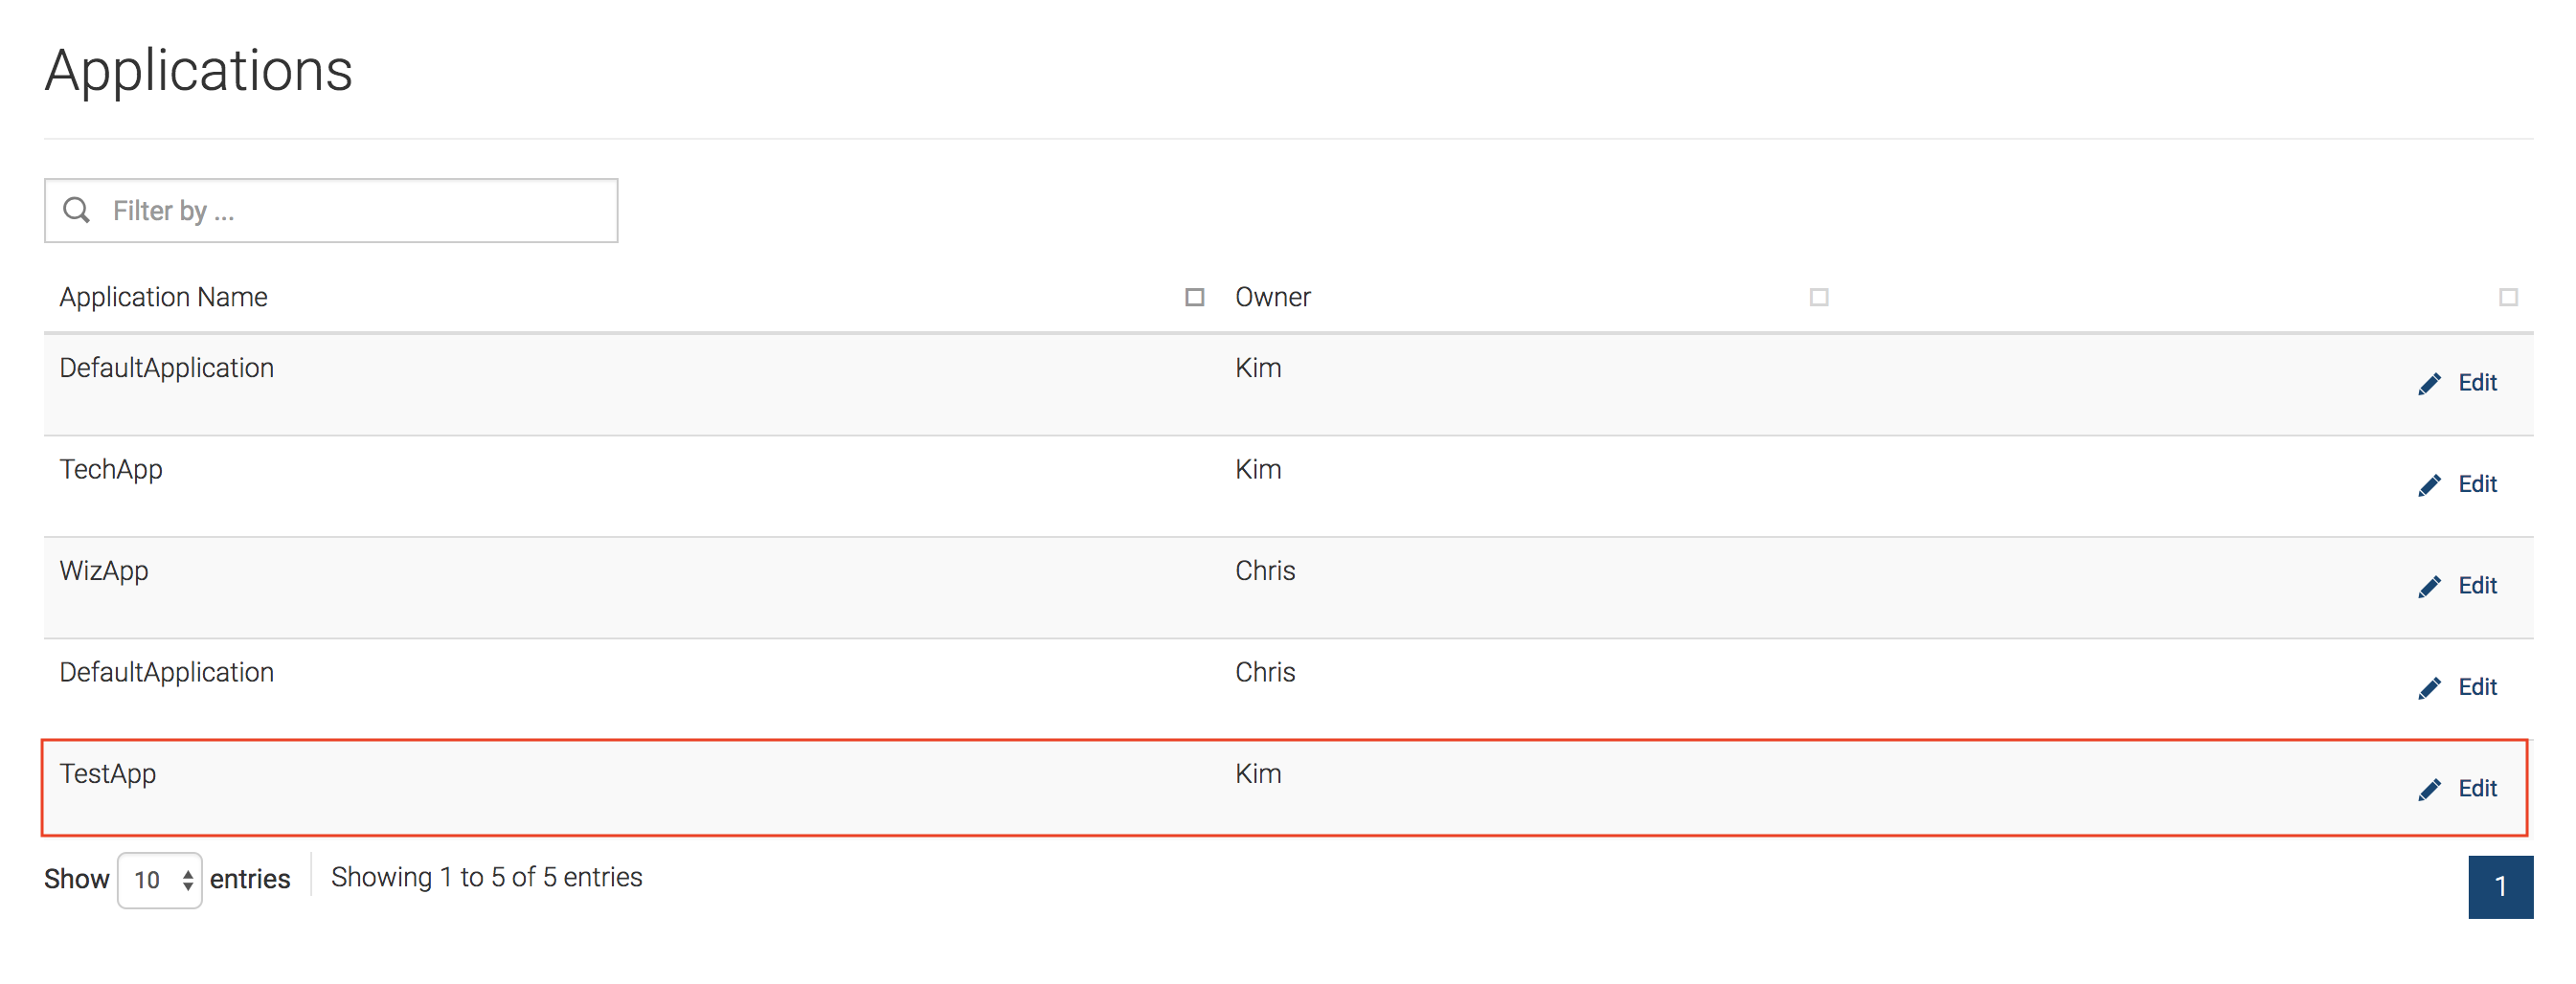 Applications
Filter by ...
Application Name Owner
DefaultApplication Kim Edit
TechApp Kim Edit
WizApp Chris Edit
DefaultApplication Chris Edit
TestApp Kim Edit
Show 10 entries Showing 1 to 5 of 5 entries 1